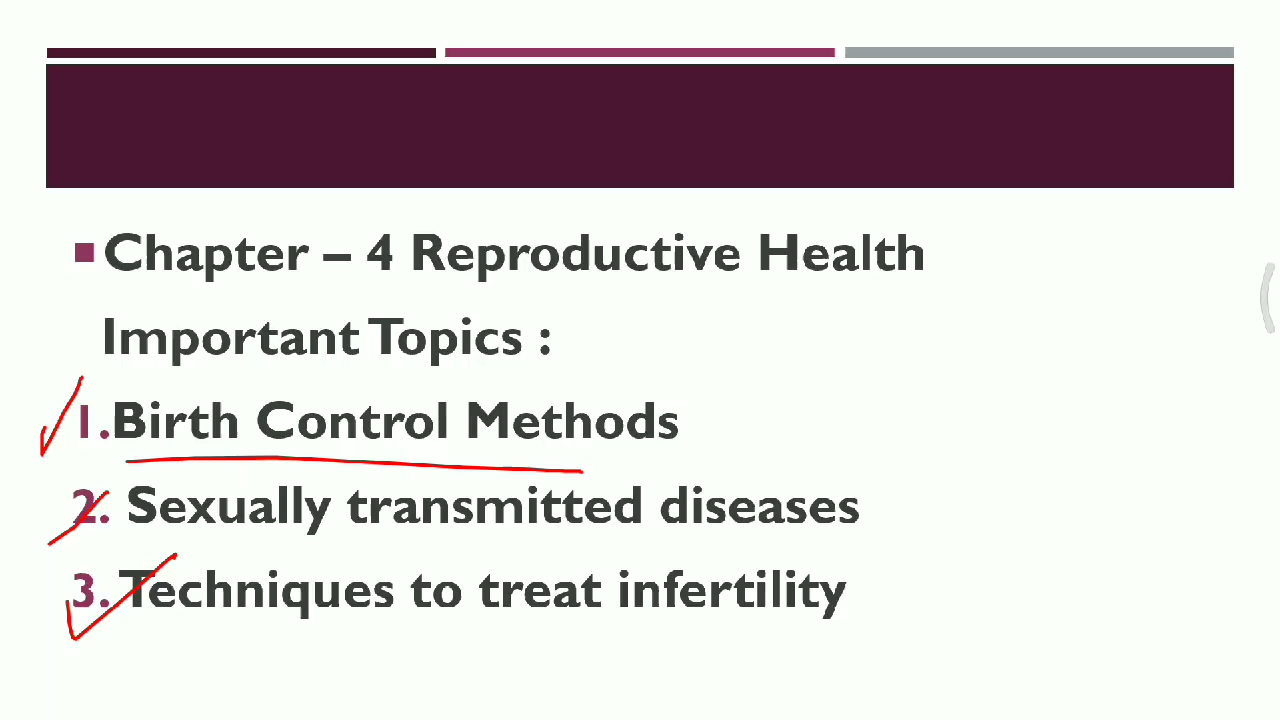 Chapter – 4 Reproductive Health
Important Topics :
1.Birth Control Methods
2. Sexually transmitted diseases
3. Techniques to treat infertility